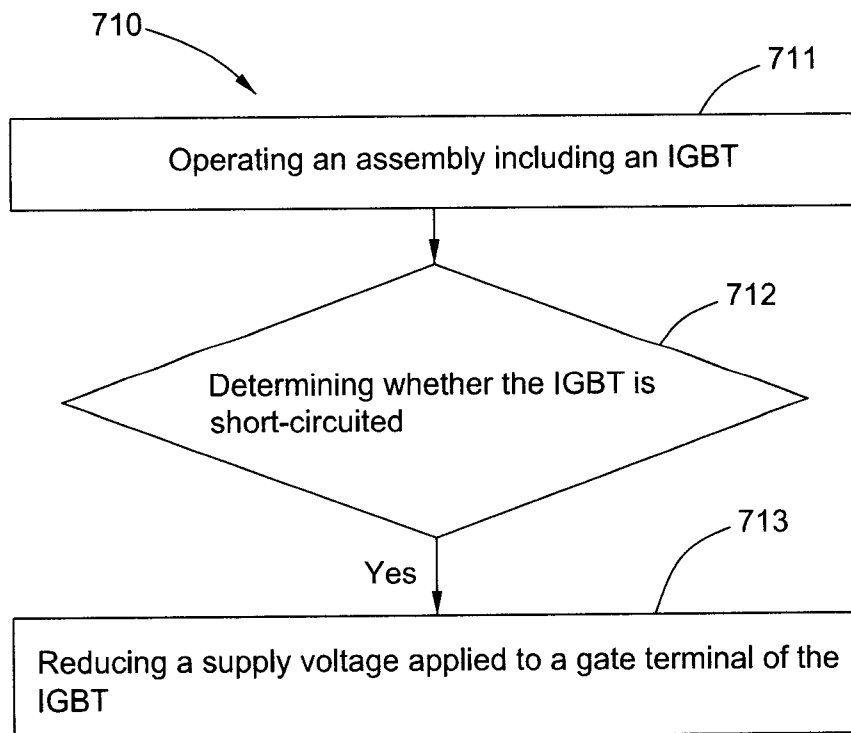 710
711
Operating an assembly including an IGBT
712
Determining whether the IGBT is
short-circuited
713
Yes
Reducing a supply voltage applied to a gate terminal of the
IGBT